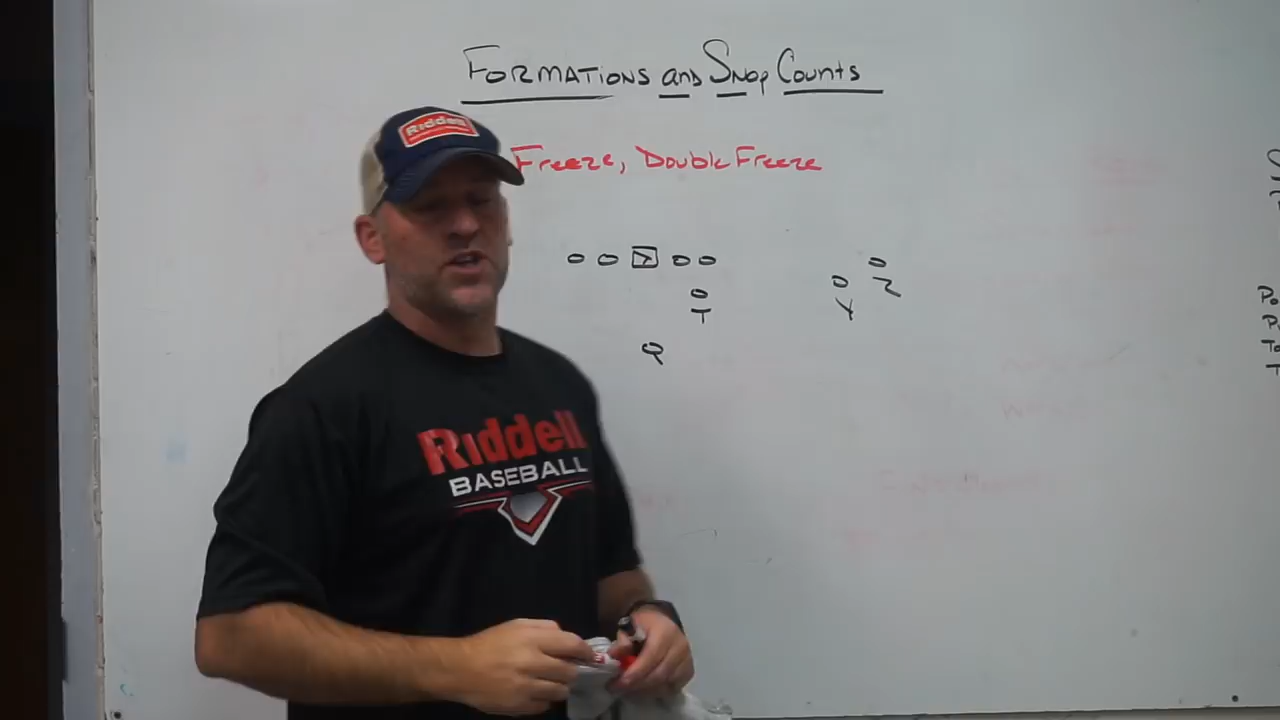 Formations and Snap Counts
Freeze, Double Freeze
T
Y
Z
Q
Riddell
Riddell
BASEBALL